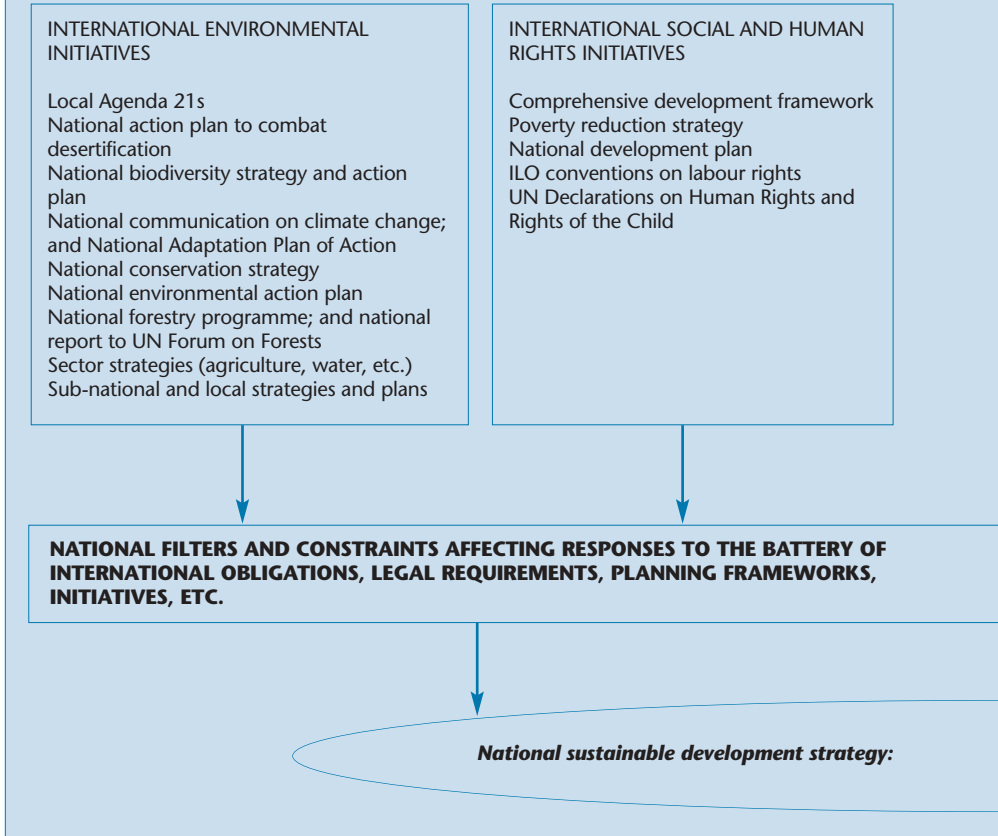 INTERNATIONAL ENVIRONMENTAL
INITIATIVES
Local Agenda 21s
National action plan to combat
desertification
National biodiversity strategy and action
plan
National communication on climate change;
and National Adaptation Plan of Action
National conservation strategy
National environmental action plan
National forestry programme; and national
report to UN Forum on Forests
Sector strategies (agriculture, water, etc.)
Sub-national and local strategies and plans
INTERNATIONAL SOCIAL AND HUMAN
RIGHTS INITIATIVES
Comprehensive development framework
Poverty reduction strategy
National development plan
ILO conventions on labour rights
UN Declarations on Human Rights and
Rights of the Child
NATIONAL FILTERS AND CONSTRAINTS AFFECTING RESPONSES TO THE BATTERY OF
INTERNATIONAL OBLIGATIONS, LEGAL REQUIREMENTS, PLANNING FRAMEWORKS,
INITIATIVES, ETC.
National sustainable development strategy: